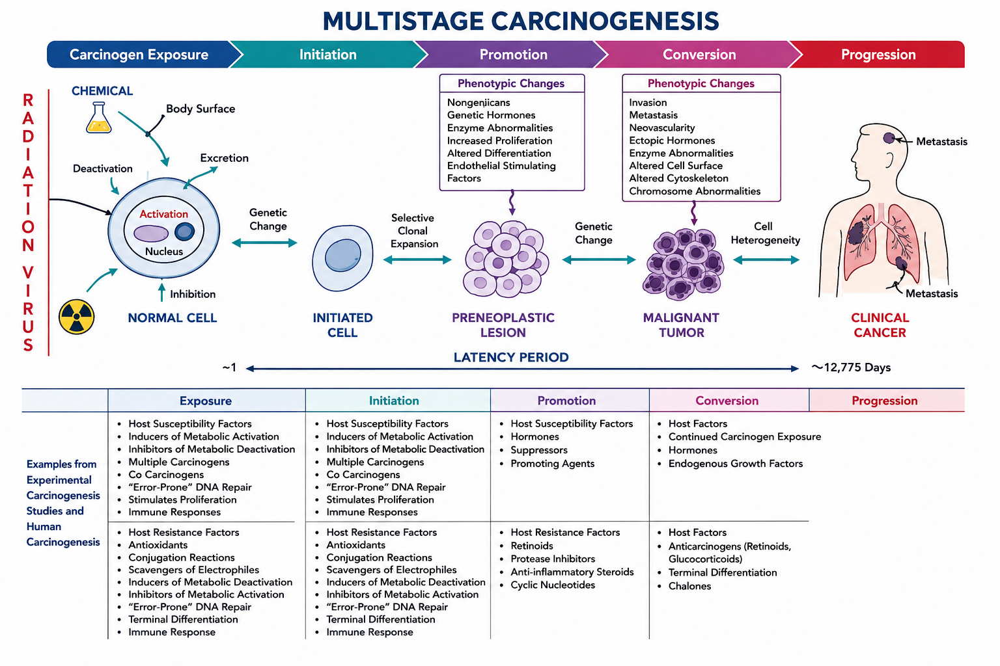 MULTISTAGE CARCINOGENESIS
Carcinogen Exposure
Initiation
Promotion
Conversion
Progression
RADIATION VIRUS
CHEMICAL
Body Surface
Excretion
Deactivation
Activation
Nucleus
Inhibition
NORMAL CELL
Genetic
Change
INITIATED
CELL
Selective
Clonal
Expansion
Phenotypic Changes
Genetic Hormones
Enzyme Abnormalities
Increased Proliferation
Altered Differentiation
Endothelial Stimulating
Factors
PRENEOPLASTIC
LESION
Genetic
Change
Phenotypic Changes
Invasion
Metastasis
Neovascularity
Ectopic Hormones
Enzyme Abnormalities
Altered Cell Surface
Altered Cytoskeleton
Chromosome Abnormalities
MALIGNANT
TUMOR
Cell
Heterogeneity
Metastasis
Metastasis
CLINICAL
CANCER
LATENCY PERIOD
~1
~12,775 Days
Exposure
Initiation
Promotion
Conversion
Progression
Examples from
Experimental
Carcinogenesis
Studies and
Human
Carcinogenesis
• Host Susceptibility Factors
• Inducers of Metabolic Activation
• Inhibitors of Metabolic Deactivation
• Multiple Carcinogens
• Co Carcinogens
• “Error-Prone” DNA Repair
• Stimulates Proliferation
• Immune Responses
• Host Susceptibility Factors
• Inducers of Metabolic Activation
• Inhibitors of Metabolic Deactivation
• Multiple Carcinogens
• Co Carcinogens
• “Error-Prone” DNA Repair
• Stimulates Proliferation
• Immune Responses
• Host Susceptibility Factors
• Hormones
• Suppressors
• Promoting Agents
• Host Factors
• Continued Carcinogen Exposure
• Hormones
• Endogenous Growth Factors
• Host Resistance Factors
• Antioxidants
• Conjugation Reactions
• Scavengers of Electrophiles
• Inducers of Metabolic Deactivation
• Inhibitors of Metabolic Activation
• “Error-Prone” DNA Repair
• Terminal Differentiation
• Immune Response
• Host Resistance Factors
• Antioxidants
• Conjugation Reactions
• Scavengers of Electrophiles
• Inducers of Metabolic Deactivation
• Inhibitors of Metabolic Activation
• “Error-Prone” DNA Repair
• Terminal Differentiation
• Immune Response
• Host Resistance Factors
• Retinoids
• Protease Inhibitors
• Anti-inflammatory Steroids
• Cyclic Nucleotides
• Host Factors
• Anticarcinogens (Retinoids,
Glucocorticoids)
• Terminal Differentiation
• Chalones